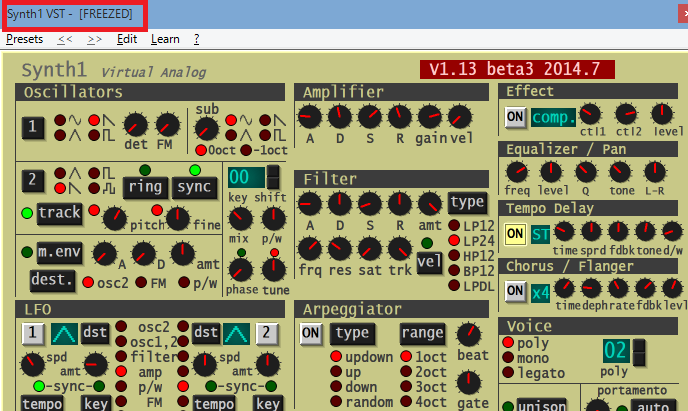 Synth1 VST - [FREEZED]
Presets << >> Edit Learn ?
Synth1 Virtual Analog
V1.13 beta3 2014.7
Oscillators
1
det FM
sub
0oct -1oct
2
ring sync
track
pitch fine
00
key shift
mix p/w
phase tune
m.env
dest.
A D amt
osc2 FM p/w
Amplifier
A D S R gain vel
Filter
A D S R amt
type
LP12
LP24
HP12
BP12
LPDL
frq res sat trk
vel
Effect
ON comp.
ctl1 ctl2 level
Equalizer / Pan
freq level Q tone L-R
Tempo Delay
ON ST
time sprd fdbk tone d/w
Chorus / Flanger
ON x4
time deph rate fdbk levl
LFO
1 dst
spd
amt
sync
tempo key
osc2
osc1,2
filter
amp
p/w
FM
dst 2
spd
amt
sync
tempo key
Arpeggiator
ON type range
updown
up
down
random
1oct
2oct
3oct
4oct
beat
gate
Voice
poly
mono
legato
02
poly
portamento
unison
auto